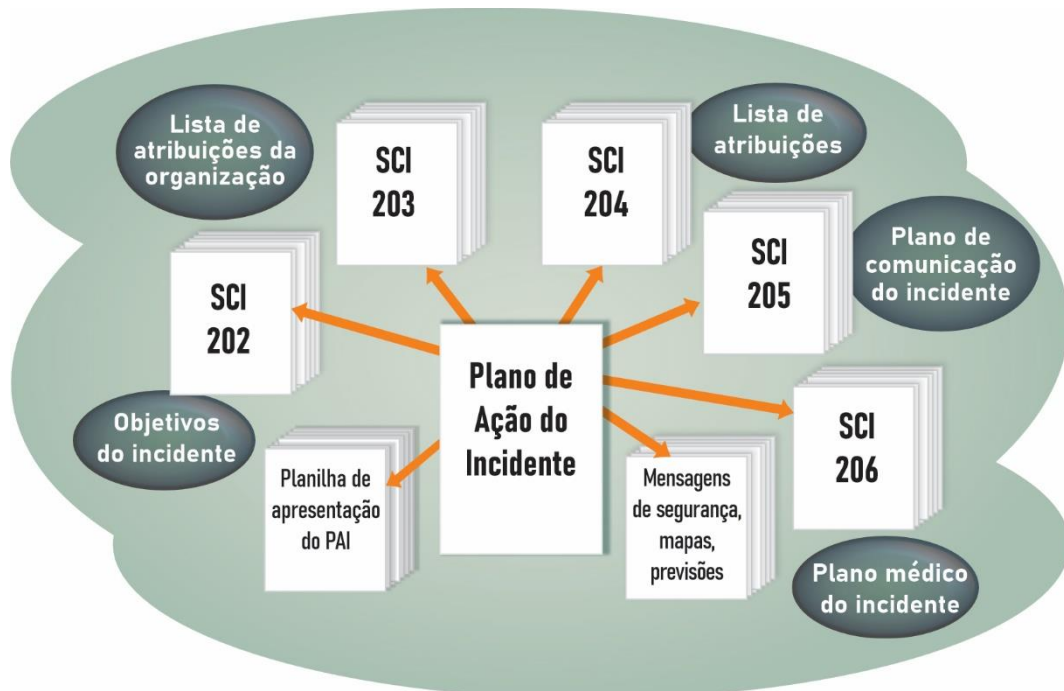 Lista de
atribuições da
organização
SCI
203
SCI
204
Lista de
atribuições
SCI
202
SCI
205
Plano de
comunicação
do incidente
Objetivos
do incidente
Plano de
Ação do
Incidente
SCI
206
Planilha de
apresentação
do PAI
Mensagens
de segurança,
mapas,
previsões
Plano médico
do incidente